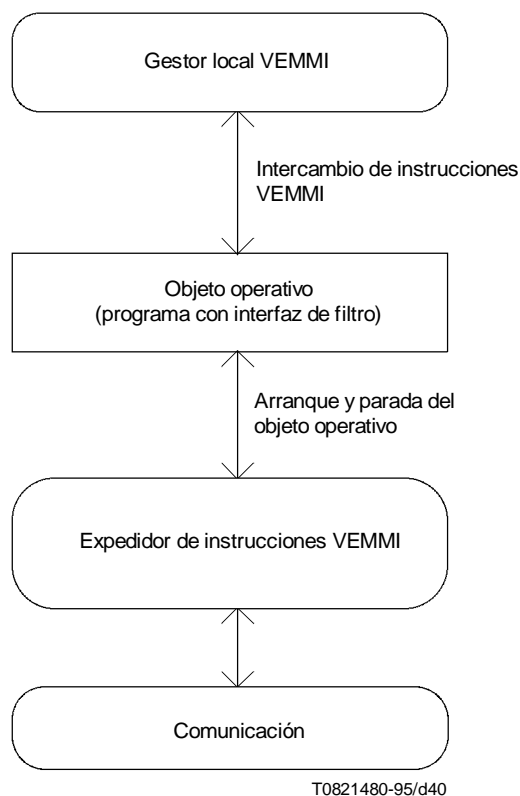 Gestor local VEMMI
Intercambio de instrucciones
VEMMI
Objeto operativo
(programa con interfaz de filtro)
Arranque y parada del
objeto operativo
Expedidor de instrucciones VEMMI
Comunicación
T0821480-95/d40